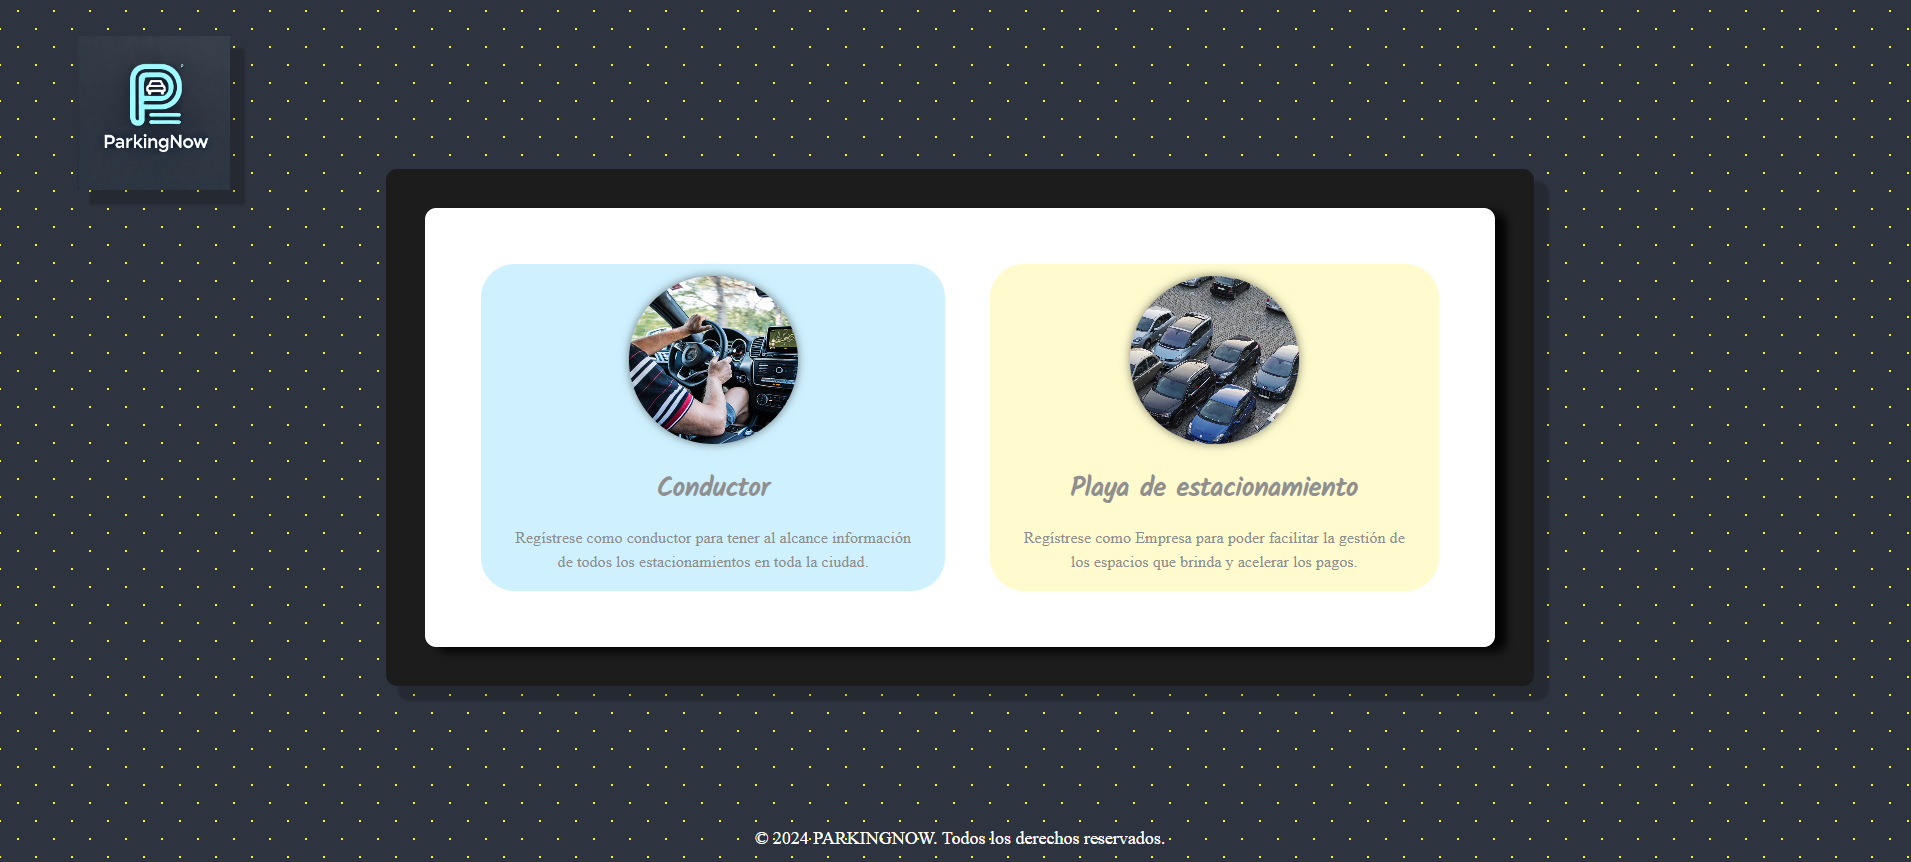 ParkingNow
Conductor
Regístrese como conductor para tener al alcance información
de todos los estacionamientos en toda la ciudad.
Playa de estacionamiento
Regístrese como Empresa para poder facilitar la gestión de
los espacios que brinda y acelerar los pagos.
© 2024 PARKINGNOW. Todos los derechos reservados.